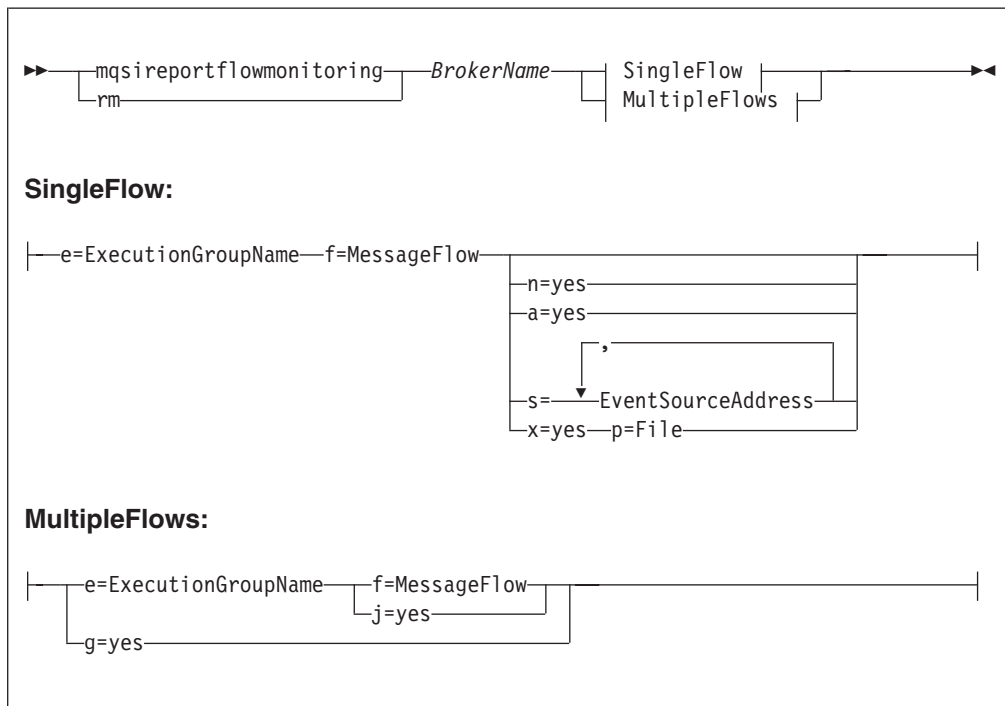 mqsireportflowmonitoring BrokerName SingleFlow
rm MultipleFlows
SingleFlow:
e=ExecutionGroupName f=MessageFlow
n=yes
a=yes
,
s= EventSourceAddress
x=yes p=File
MultipleFlows:
e=ExecutionGroupName f=MessageFlow
j=yes
g=yes